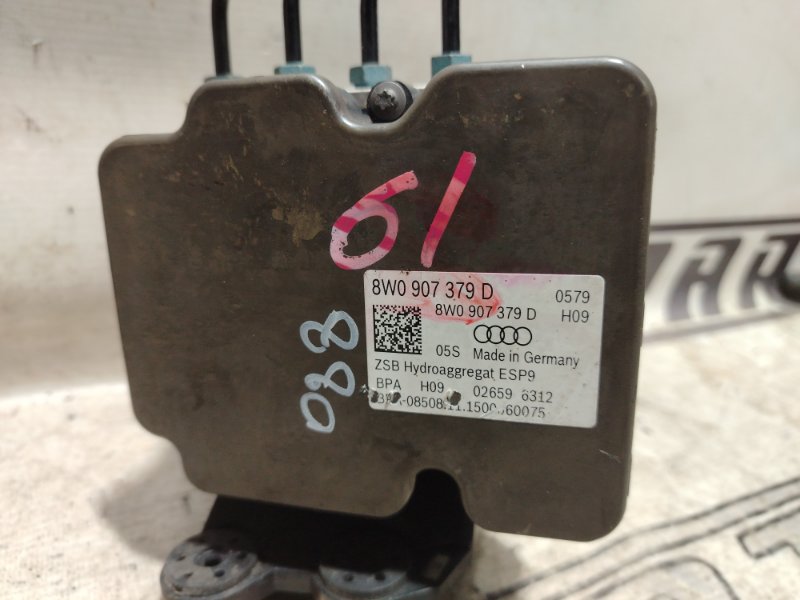 61
8W0 907 379 D 0579
8W0 907 379 D H09
05S Made in Germany
ZSB Hydroaggregat ESP9
BPA H09 02659 6312
088